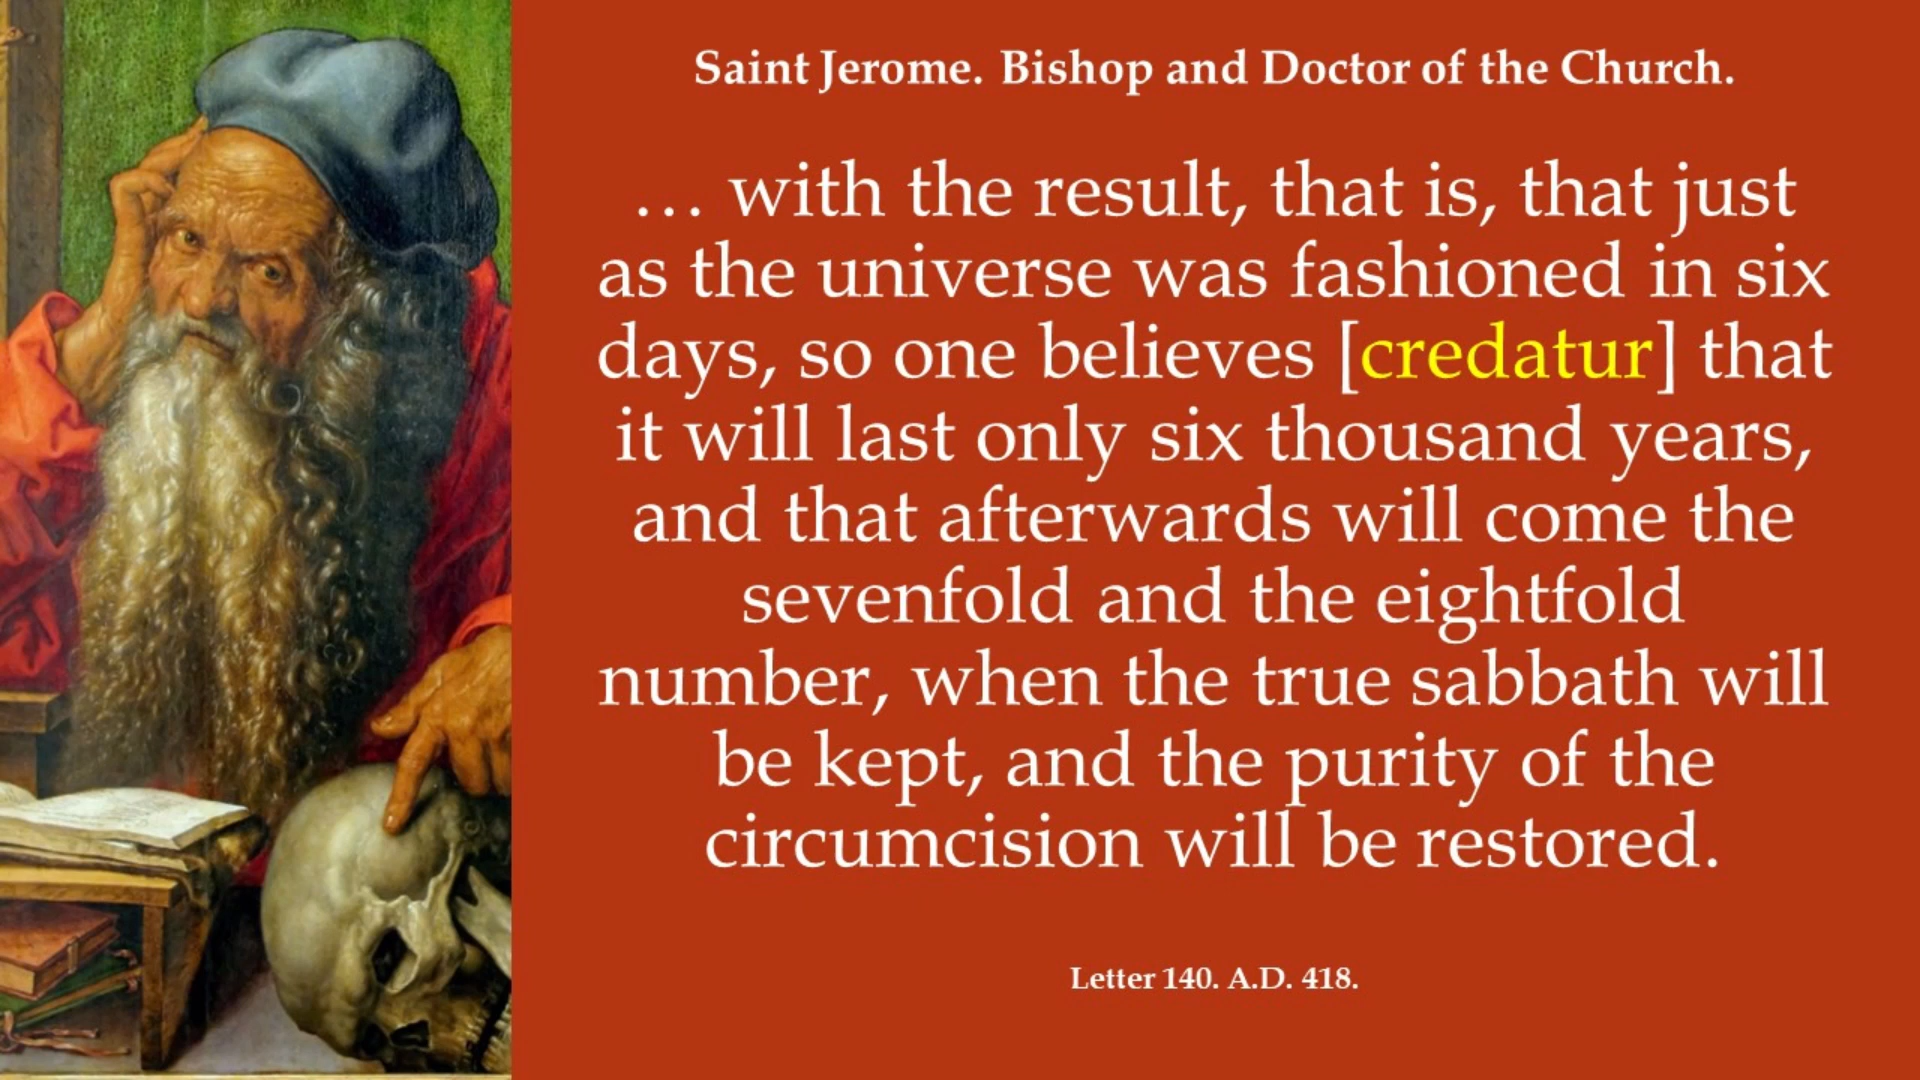 Saint Jerome. Bishop and Doctor of the Church.
… with the result, that is, that just
as the universe was fashioned in six
days, so one believes [credatur] that
it will last only six thousand years,
and that afterwards will come the
sevenfold and the eightfold
number, when the true sabbath will
be kept, and the purity of the
circumcision will be restored.
Letter 140. A.D. 418.